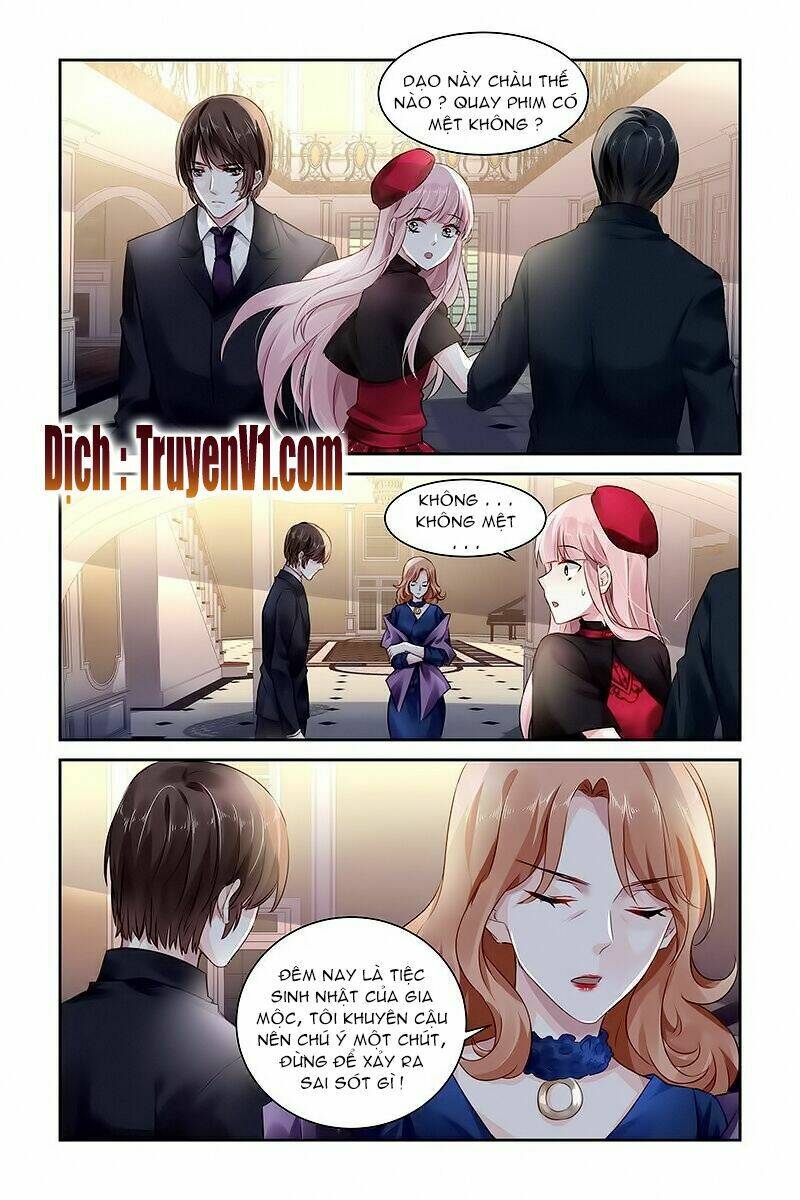 DẠO NÀY CHÀU THẾ
NÀO ? QUAY PHIM CÓ
MỆT KHÔNG ?
Dịch : TruyenV1.com
KHÔNG . . .
KHÔNG MỆT
. . .
ĐÊM NAY LÀ TIỆC
SINH NHẬT CỦA GIA
MỘC, TÔI KHUYÊN CẬU
NÊN CHÚ Ý MỘT CHÚT,
ĐỪNG ĐỂ XẢY RA
SAI SÓT GÌ !